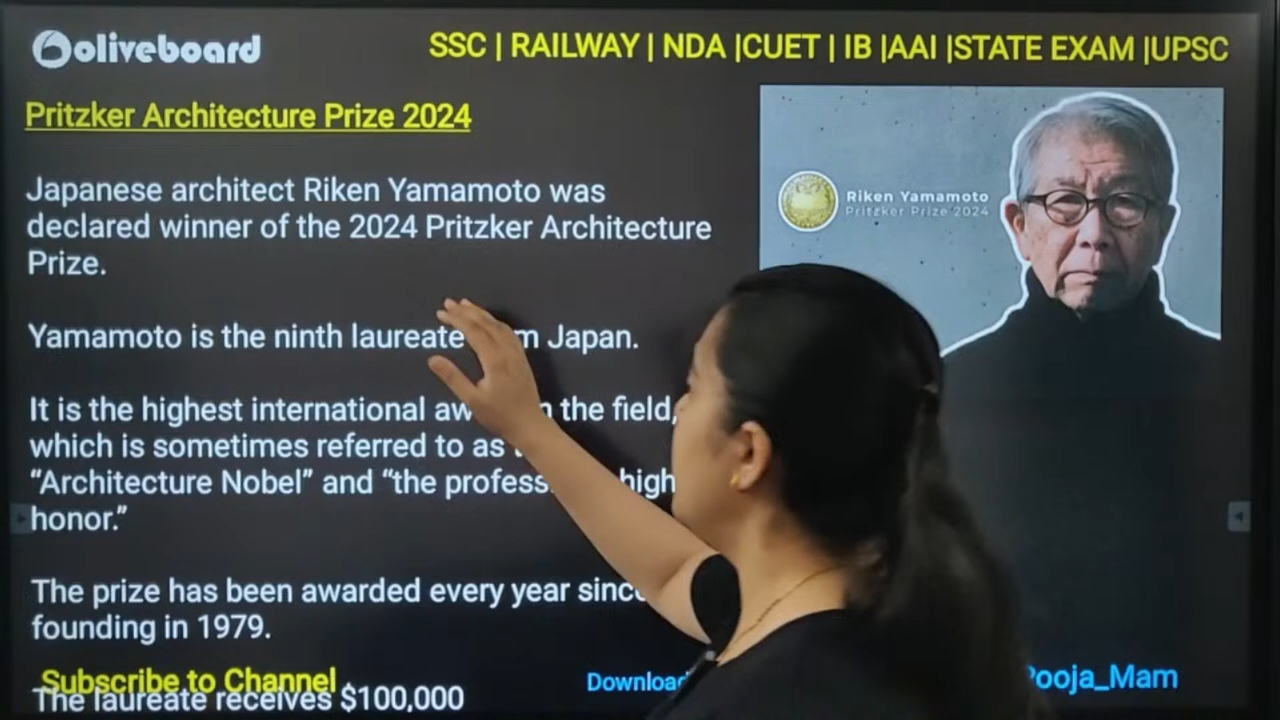 oliveboard
SSC | RAILWAY | NDA |CUET | IB |AAI |STATE EXAM |UPSC
Pritzker Architecture Prize 2024
Japanese architect Riken Yamamoto was
declared winner of the 2024 Pritzker Architecture
Prize.
Riken Yamamoto
Pritzker Prize 2024
Yamamoto is the ninth laureate Japan.
It is the highest international the field,
which is sometimes referred to as
“Architecture Nobel” and “the
honor.”
The prize has been awarded every year
founding in 1979.
Subscribe to Channel
Download
Pooja_Mam
The laureate receives $100,000